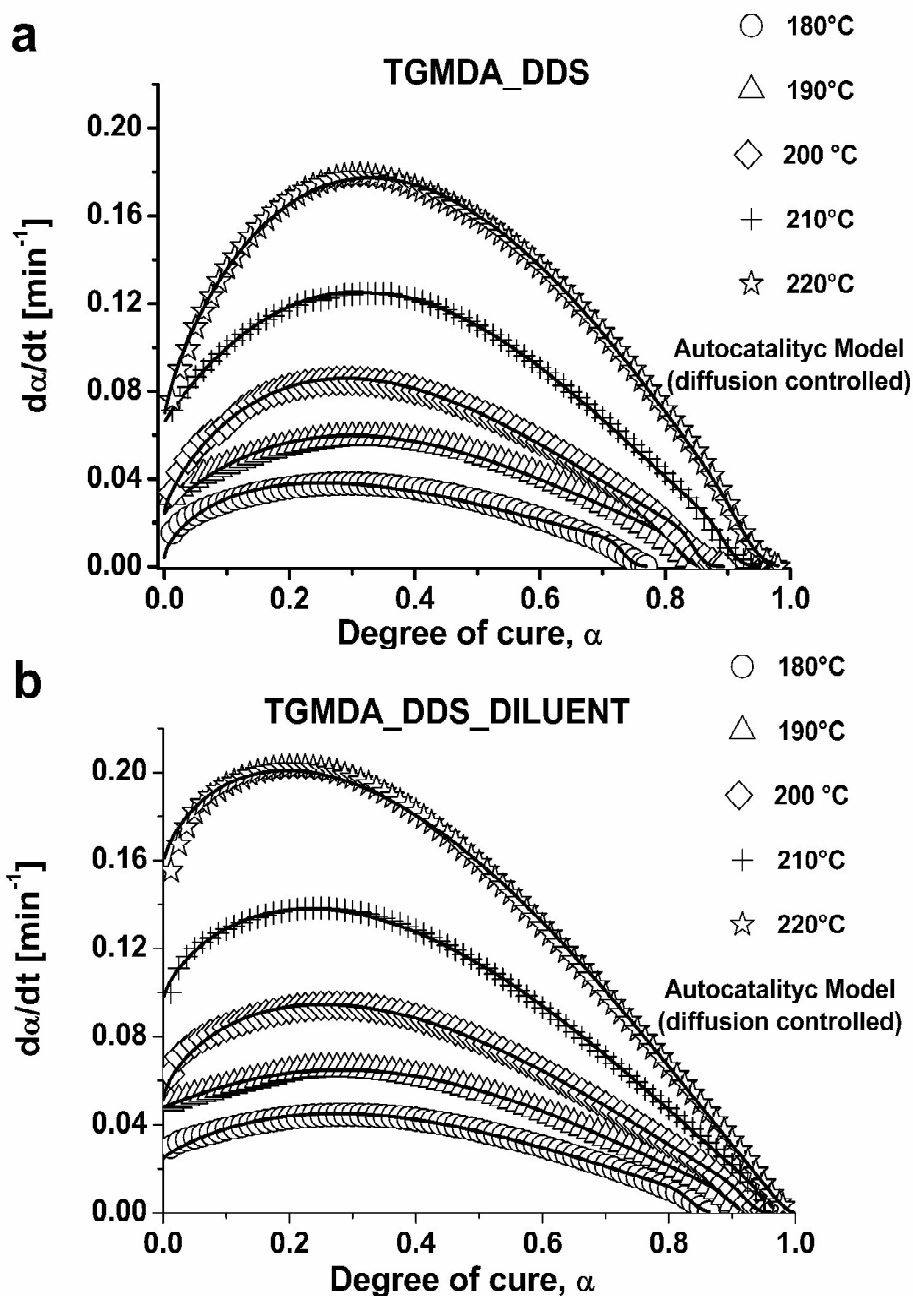 a
TGMDA_DDS
180°C
190°C
200 °C
210°C
220°C
Autocatalityc Model
(diffusion controlled)
dα/dt [min⁻¹]
0.20
0.16
0.12
0.08
0.04
0.00
0.0 0.2 0.4 0.6 0.8 1.0
Degree of cure, α
b
TGMDA_DDS_DILUENT
180°C
190°C
200 °C
210°C
220°C
Autocatalityc Model
(diffusion controlled)
dα/dt [min⁻¹]
0.20
0.16
0.12
0.08
0.04
0.00
0.0 0.2 0.4 0.6 0.8 1.0
Degree of cure, α